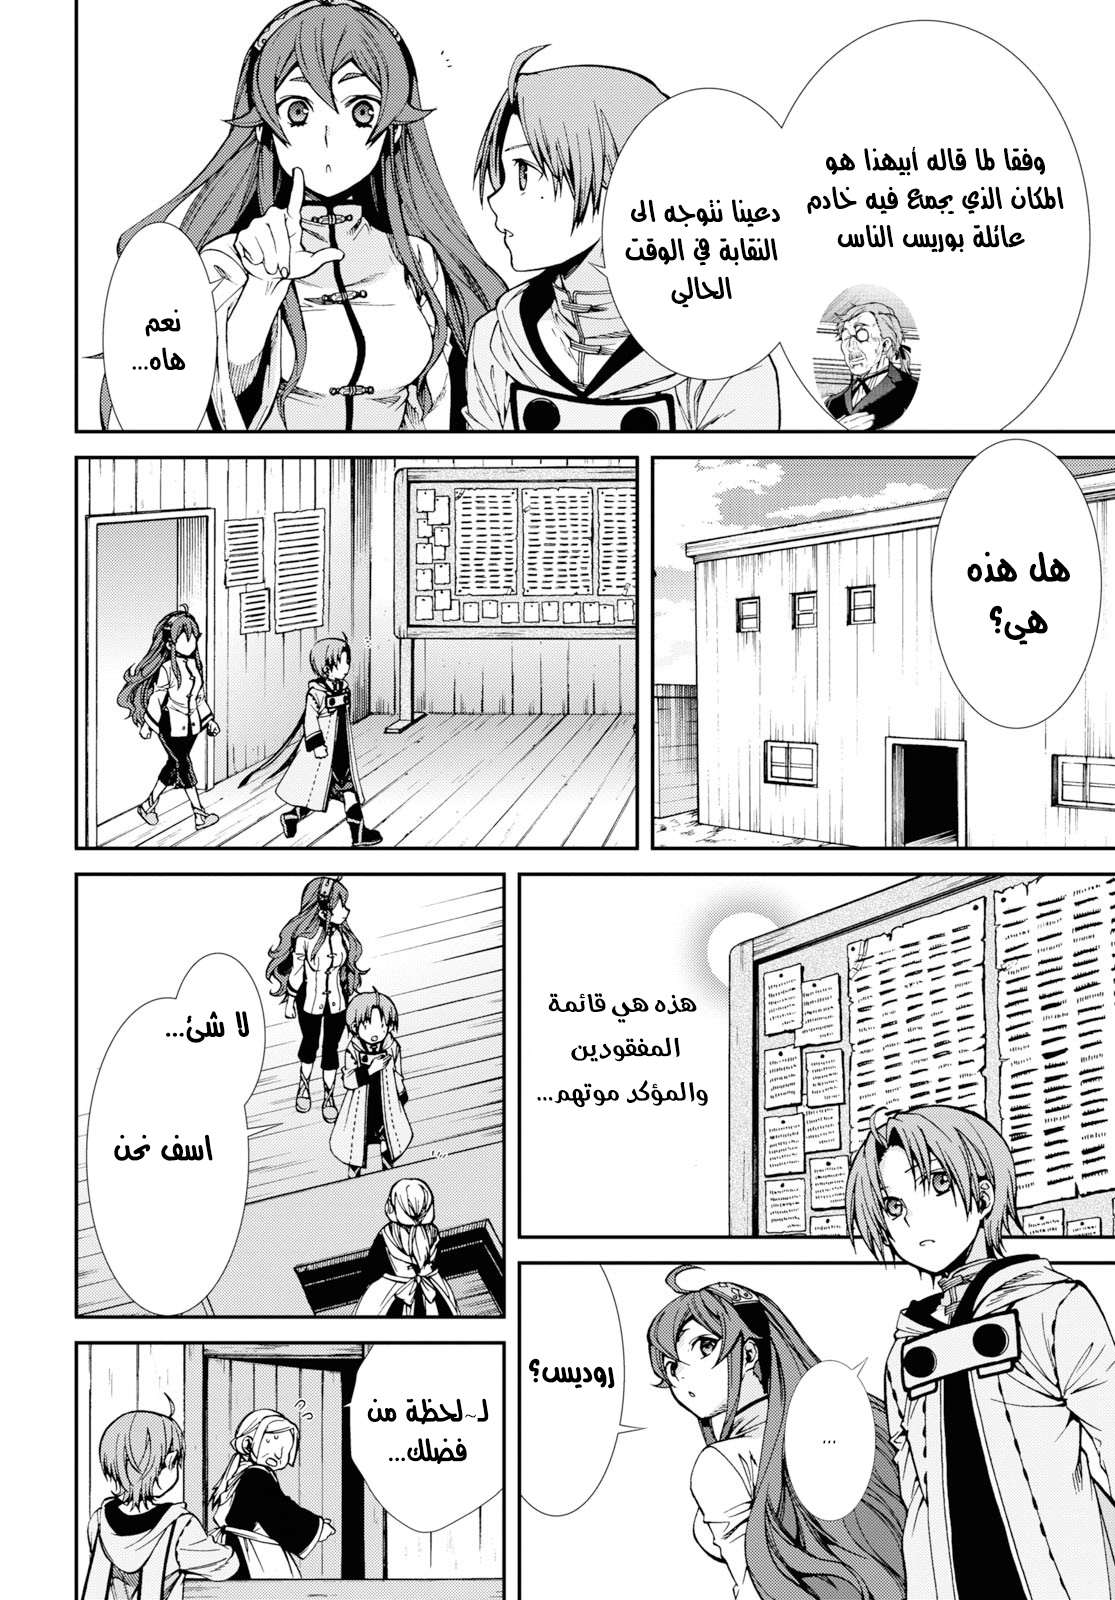 وفقا لما قاله أبيهذا هو
المكان الذي يجمع فيه خادم
عائلة بوريس الناس
دعينا نتوجه الى
النقابة في الوقت
الحالي
نعم
هاه...
هل هذه
هي؟
هذه هي قائمة
المفقودين
والمؤكد موتهم...
...
روديس؟
لا شئ...
اسف نحن
لـ~لحظة من
فضلك...